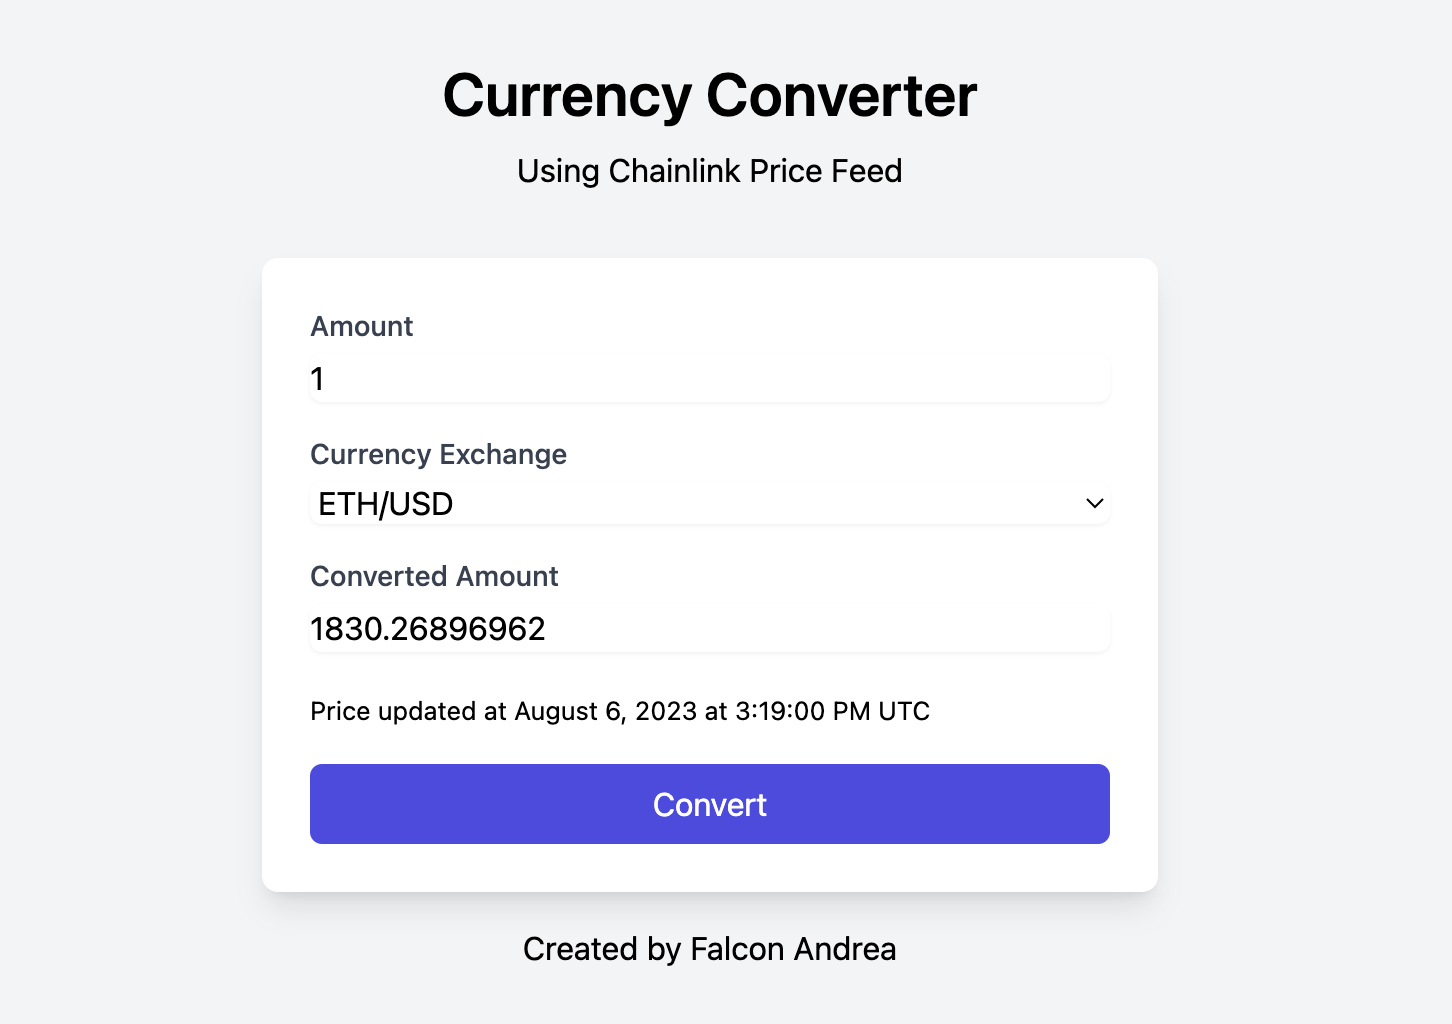 Currency Converter
Using Chainlink Price Feed
Amount
1
Currency Exchange
ETH/USD
Converted Amount
1830.26896962
Price updated at August 6, 2023 at 3:19:00 PM UTC
Convert
Created by Falcon Andrea